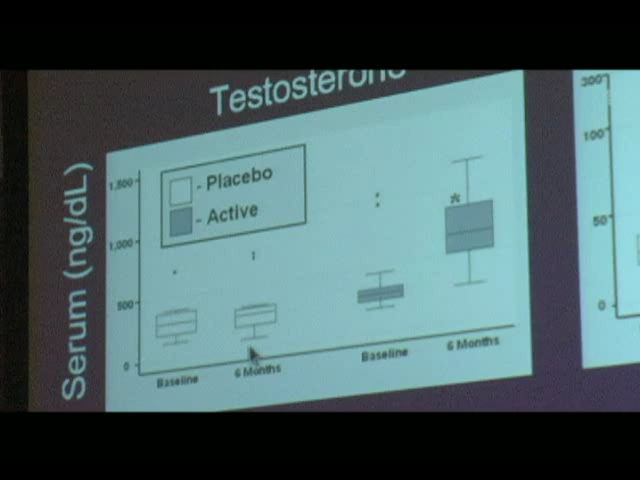 Testosterone
Serum (ng/dL)
- Placebo
- Active
1,500
1,000
500
0
*
Baseline
6 Months
Baseline
6 Months
300
100
50
0